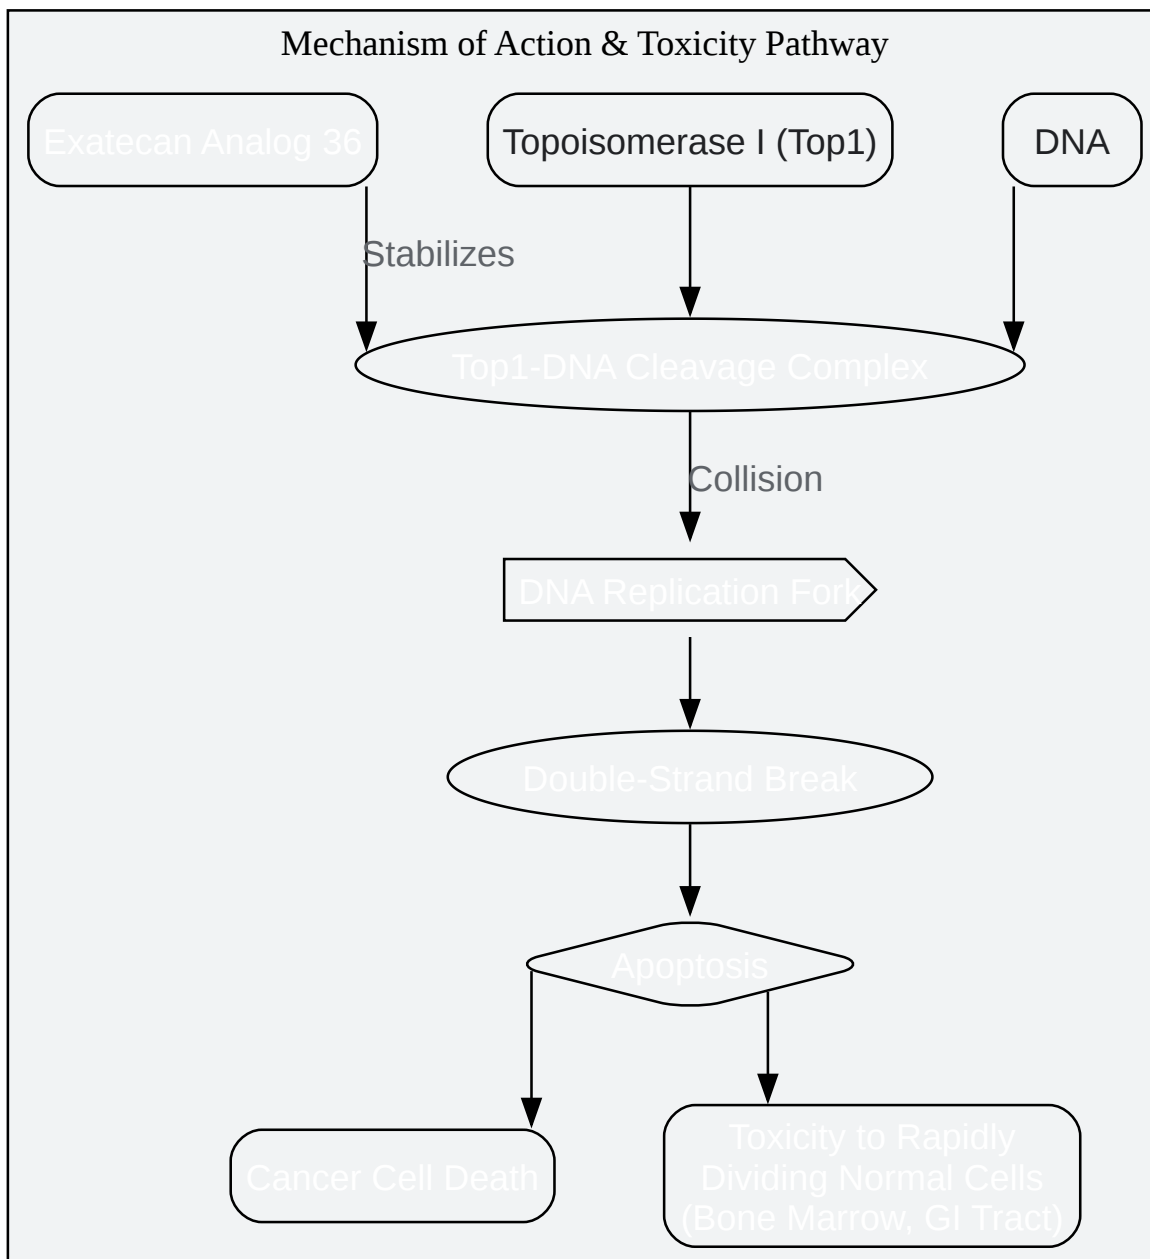 Mechanism of Action & Toxicity Pathway
Exatecan Analog 36
Topoisomerase I (Top1)
DNA
Stabilizes
Top1-DNA Cleavage Complex
Collision
DNA Replication Fork
Double-Strand Break
Apoptosis
Cancer Cell Death
Toxicity to Rapidly
Dividing Normal Cells
(Bone Marrow, GI Tract)